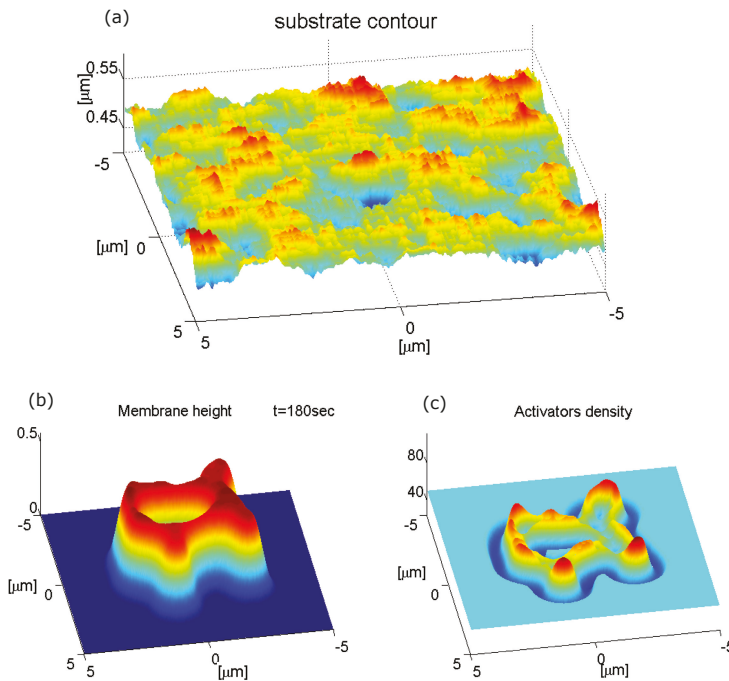 (a)
substrate contour
0.55
[μm]
0.45
-5
[μm]
0
5
5
0
-5
[μm]
(b)
Membrane height t=180sec
0.5
0
-5
[μm]
0
5
5
0
-5
[μm]
(c)
Activators density
80
40
-5
[μm]
0
5
5
0
-5
[μm]